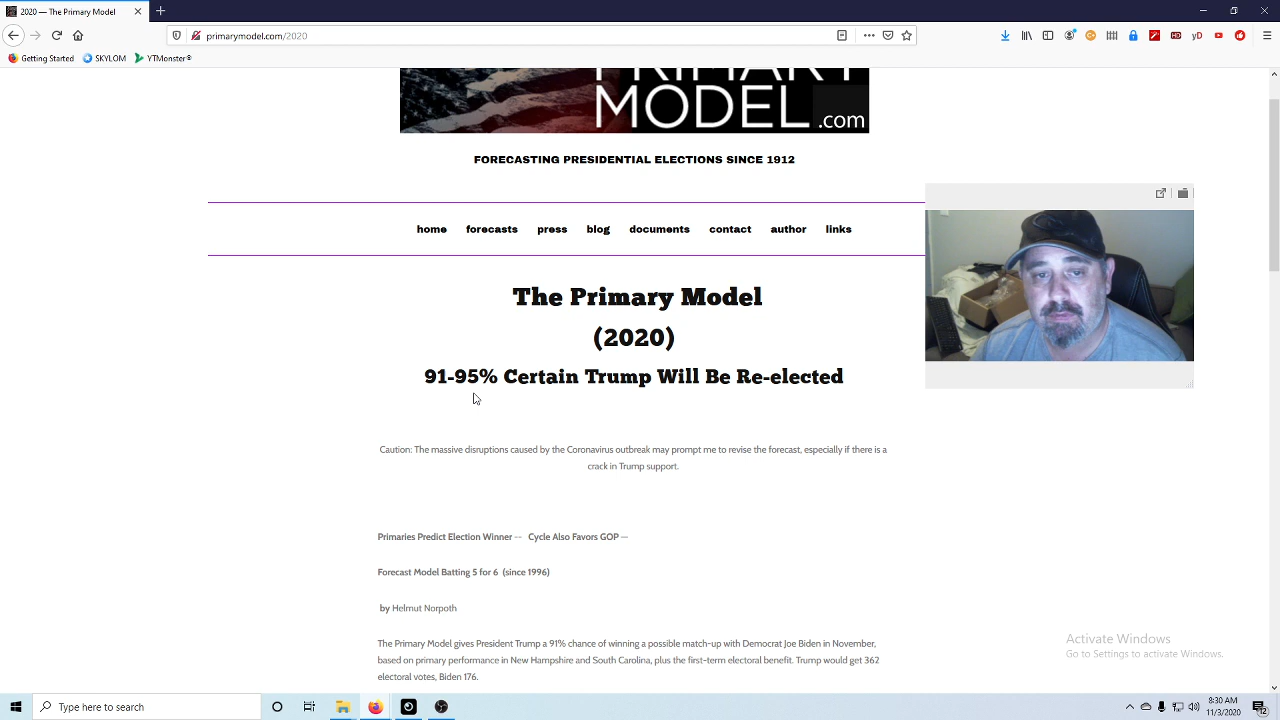 2020 — The Primary Model
primarymodel.com/2020
Getting Started
SKYLOM
YTMonster®
PRIMARY
MODEL
.com
FORECASTING PRESIDENTIAL ELECTIONS SINCE 1912
home forecasts press blog documents contact author links
The Primary Model
(2020)
91-95% Certain Trump Will Be Re-elected
Caution: The massive disruptions caused by the Coronavirus outbreak may prompt me to revise the forecast, especially if there is a
crack in Trump support.
Primaries Predict Election Winner -- Cycle Also Favors GOP —
Forecast Model Batting 5 for 6 (since 1996)
by Helmut Norpoth
The Primary Model gives President Trump a 91% chance of winning a possible match-up with Democrat Joe Biden in November,
based on primary performance in New Hampshire and South Carolina, plus the first-term electoral benefit. Trump would get 362
electoral votes, Biden 176.
Activate Windows
Go to Settings to activate Windows.
Type here to search
8:30 AM
11/3/2020